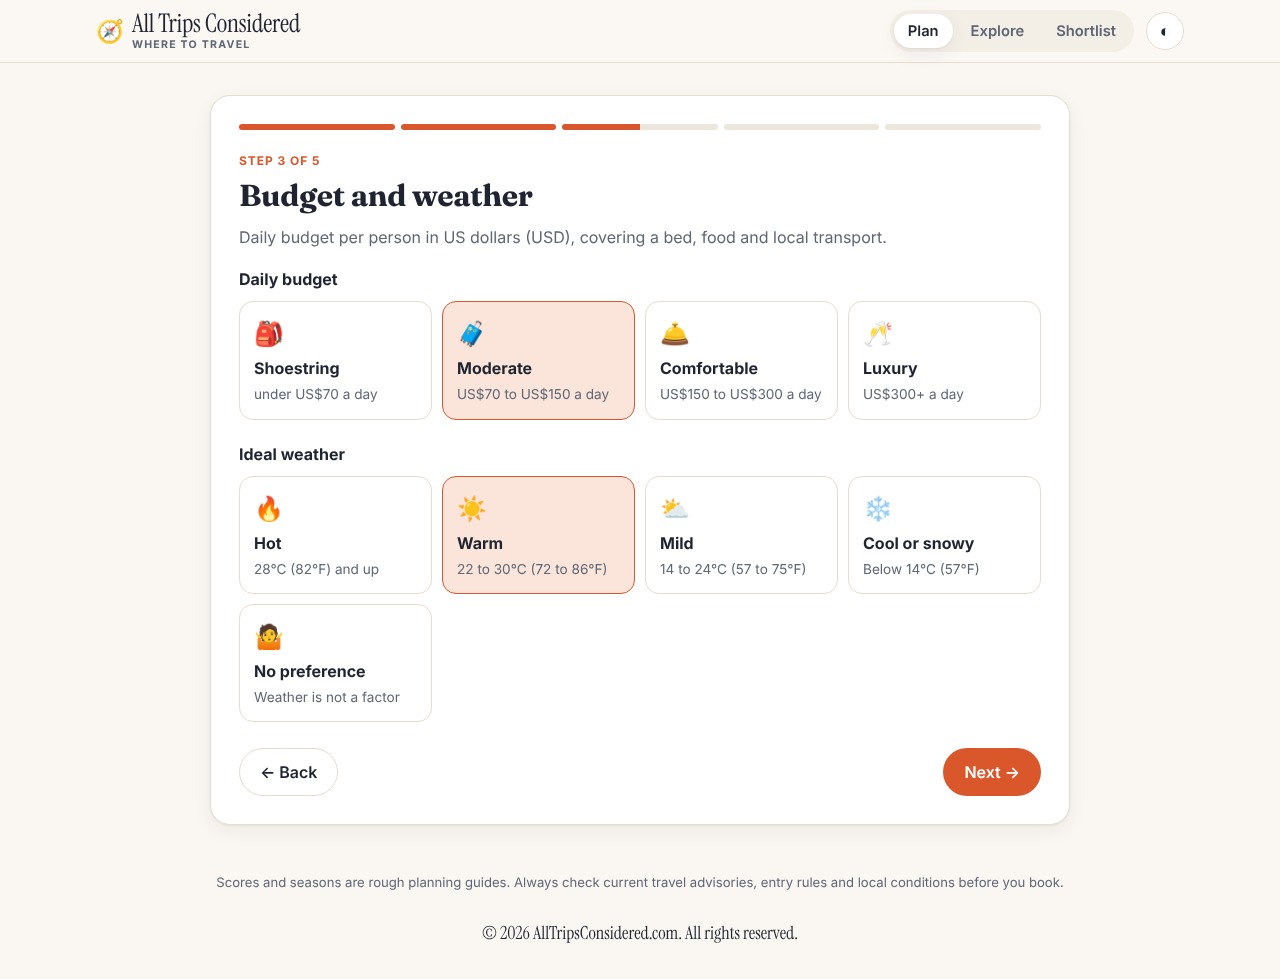 All Trips Considered
WHERE TO TRAVEL
Plan
Explore
Shortlist
STEP 3 OF 5
Budget and weather
Daily budget per person in US dollars (USD), covering a bed, food and local transport.
Daily budget
Shoestring
under US$70 a day
Moderate
US$70 to US$150 a day
Comfortable
US$150 to US$300 a day
Luxury
US$300+ a day
Ideal weather
Hot
28°C (82°F) and up
Warm
22 to 30°C (72 to 86°F)
Mild
14 to 24°C (57 to 75°F)
Cool or snowy
Below 14°C (57°F)
No preference
Weather is not a factor
← Back
Next →
Scores and seasons are rough planning guides. Always check current travel advisories, entry rules and local conditions before you book.
© 2026 AllTripsConsidered.com. All rights reserved.